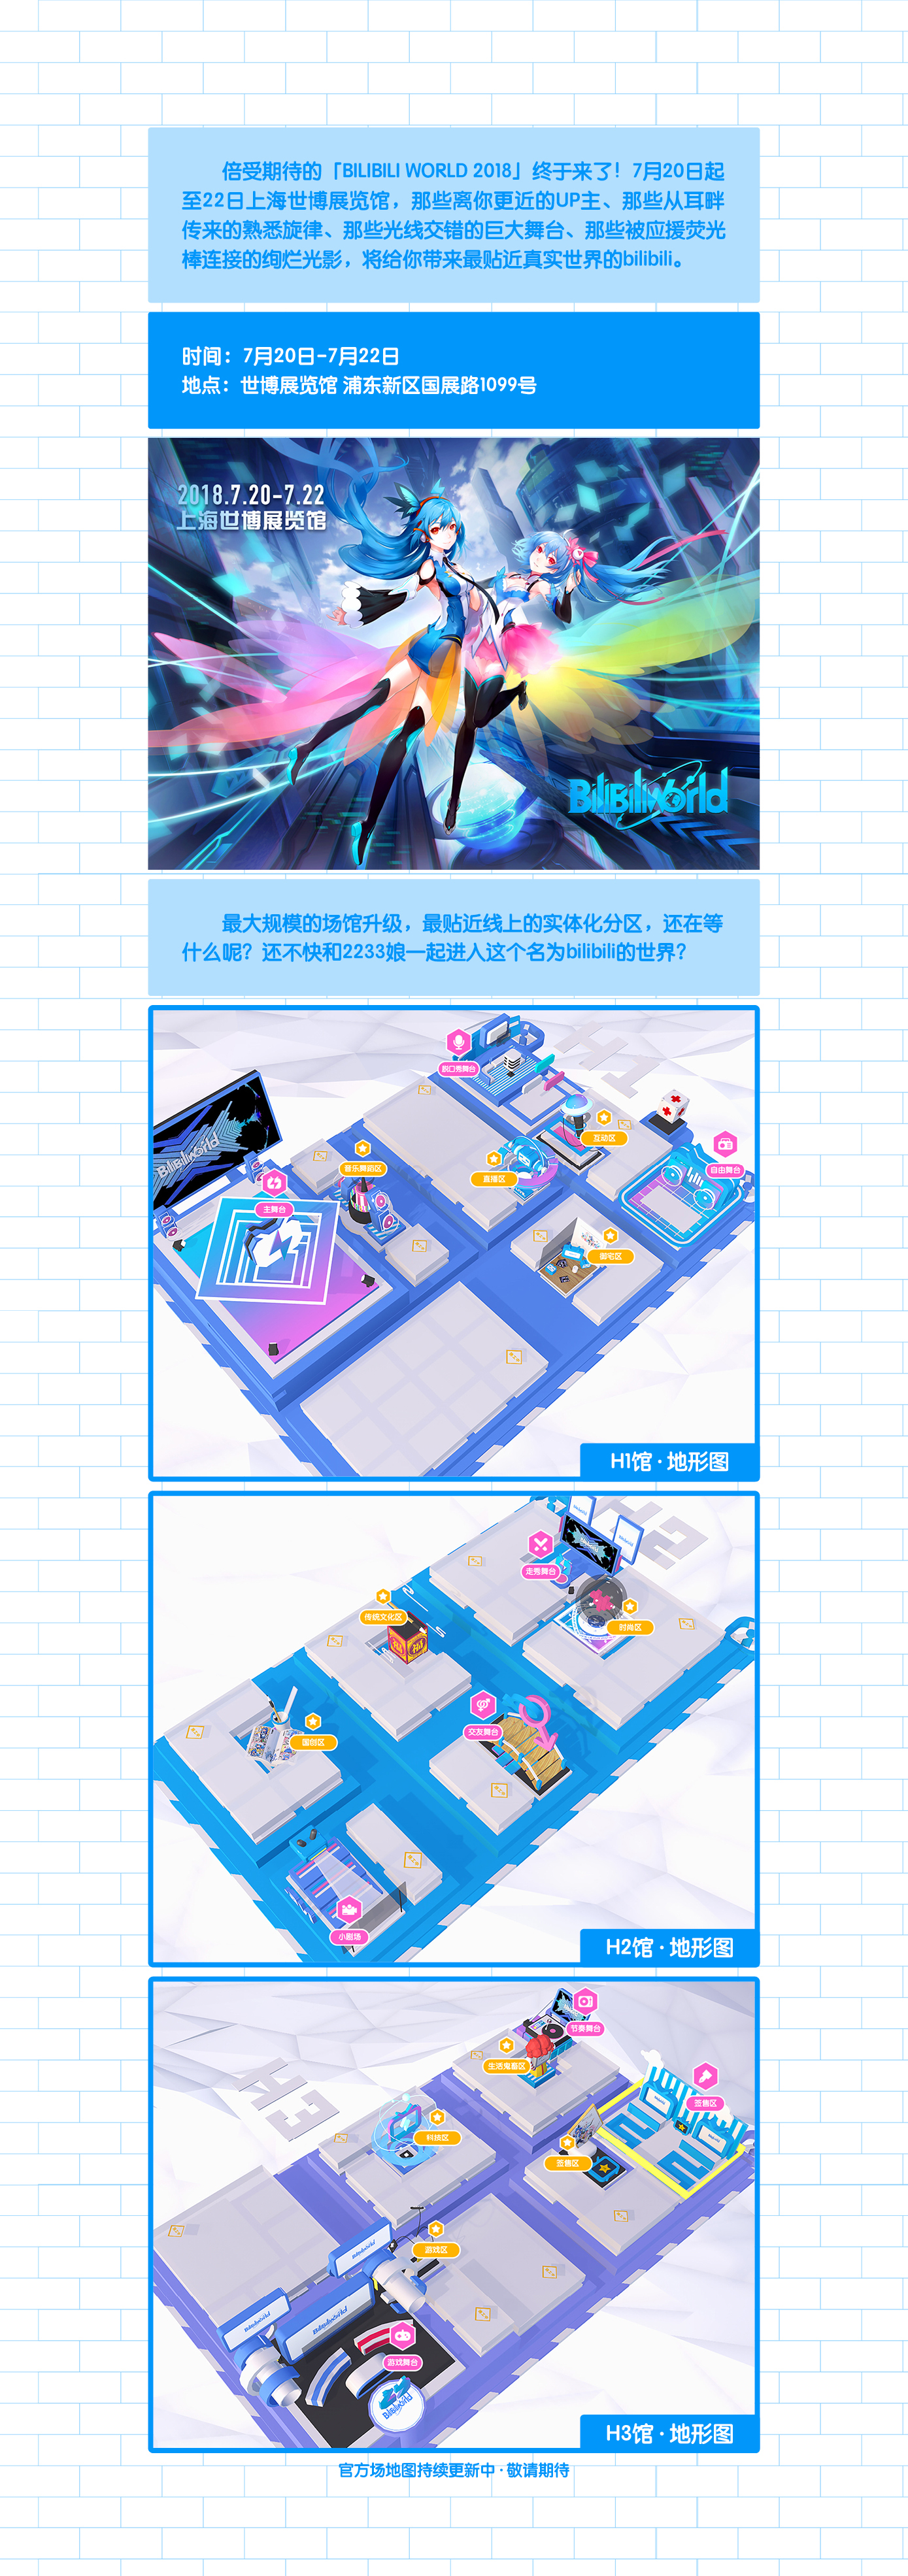 倍受期待的「BILIBILI WORLD 2018」终于来了！7月20日起
至22日上海世博展览馆，那些离你更近的UP主、那些从耳畔
传来的熟悉旋律、那些光线交错的巨大舞台、那些被应援荧光
棒连接的绚烂光影，将给你带来最贴近真实世界的bilibili。
时间：7月20日-7月22日
地点：世博展览馆 浦东新区国展路1099号
2018.7.20-7.22
上海世博展览馆
BiliBiliWorld
最大规模的场馆升级，最贴近线上的实体化分区，还在等
什么呢？还不快和2233娘一起进入这个名为bilibili的世界？
H1
脱口秀舞台
互动区
自由舞台
音乐舞蹈区
直播区
BiliBiliWorld
主舞台
御宅区
H1馆·地形图
H2
走秀舞台
传统文化区
时尚区
交友舞台
国创区
小剧场
H2馆·地形图
节奏舞台
生活鬼畜区
签售区
H3
科技区
签售区
游戏区
BiliBiliWorld
BiliBiliWorld
BiliBiliWorld
游戏舞台
BiliBiliWorld
H3馆·地形图
官方场地图持续更新中·敬请期待